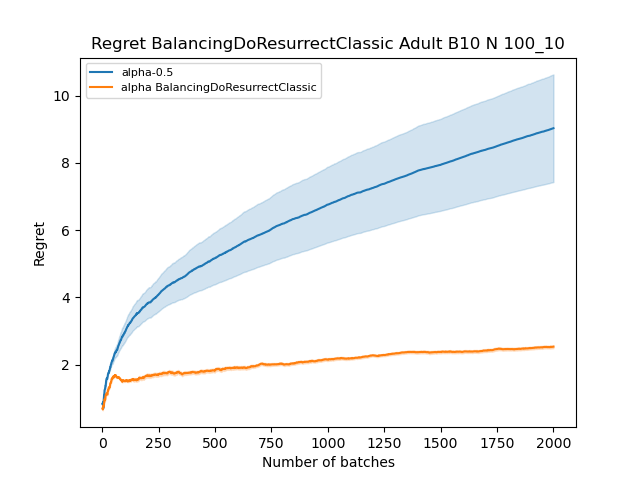 Regret BalancingDoResurrectClassic Adult B10 N 100_10
alpha-0.5
alpha BalancingDoResurrectClassic
10
8
6
4
2
Regret
0 250 500 750 1000 1250 1500 1750 2000
Number of batches